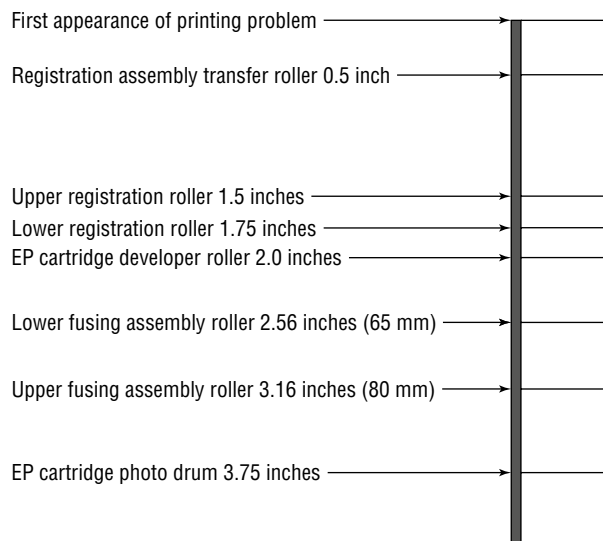 First appearance of printing problem
Registration assembly transfer roller 0.5 inch
Upper registration roller 1.5 inches
Lower registration roller 1.75 inches
EP cartridge developer roller 2.0 inches
Lower fusing assembly roller 2.56 inches (65 mm)
Upper fusing assembly roller 3.16 inches (80 mm)
EP cartridge photo drum 3.75 inches